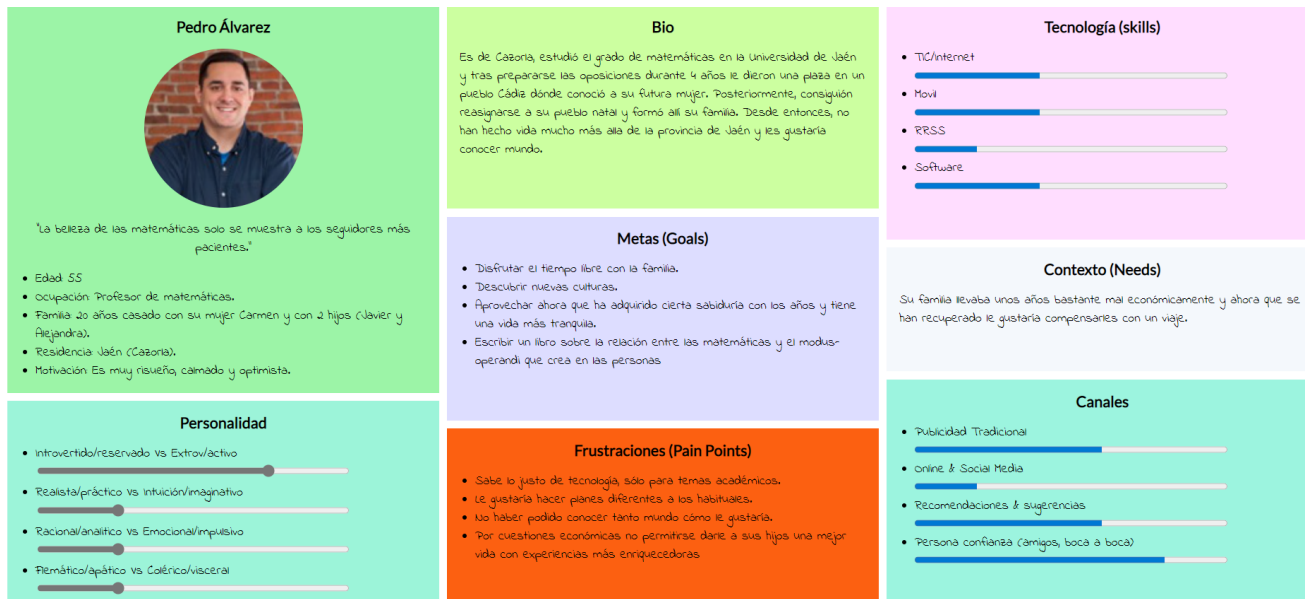 Pedro Álvarez
"La belleza de las matemáticas solo se muestra a los seguidores más
pacientes."
Edad: 55
Ocupación: Profesor de matemáticas.
Familia: 20 años casado con su mujer Carmen y con 2 hijos (Javier y
Alejandra).
Residencia: Jaén (Cazorla).
Motivación: Es muy risueño, calmado y optimista.
Personalidad
Introvertido/reservado Vs Extrov/activo
Realista/práctico Vs Intuición/imaginativo
Racional/analítico Vs Emocional/impulsivo
Flemático/apático Vs Colérico/visceral
Bio
Es de Cazorla, estudió el grado de matemáticas en la Universidad de Jaén
y tras prepararse las oposiciones durante 4 años le dieron una plaza en un
pueblo Cádiz dónde conoció a su futura mujer. Posteriormente, consiguión
reasignarse a su pueblo natal y formó allí su familia. Desde entonces, no
han hecho vida mucho más alla de la provincia de Jaén y les gustaría
conocer mundo.
Metas (Goals)
Disfrutar el tiempo libre con la familia.
Descubrir nuevas culturas.
Aprovechar ahora que ha adquirido cierta sabiduría con los años y tiene
una vida más tranquila.
Escribir un libro sobre la relación entre las matemáticas y el modus-
operandi que crea en las personas
Frustraciones (Pain Points)
Sabe lo justo de tecnología, sólo para temas académicos.
Le gustaría hacer planes diferentes a los habituales.
No haber podido conocer tanto mundo cómo le gustaría.
Por cuestiones económicas no permitirse darle a sus hijos una mejor
vida con experiencias más enriquecedoras
Tecnología (skills)
TIC/internet
Movil
RRSS
Software
Contexto (Needs)
Su familia llevaba unos años bastante mal económicamente y ahora que se
han recuperado le gustaría compensarles con un viaje.
Canales
Publicidad Tradicional
Online & Social Media
Recomendaciones & sugerencias
Persona confianza (amigos, boca a boca)